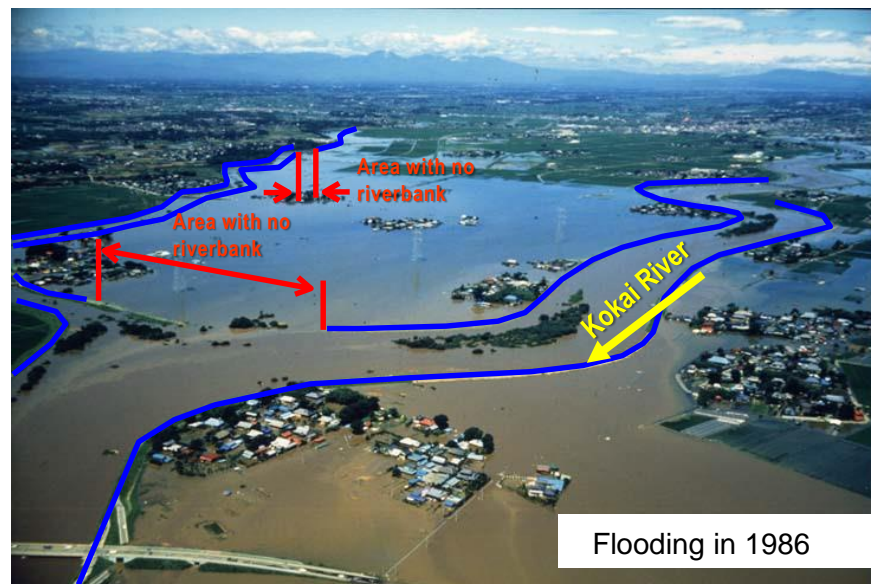 Area with no
riverbank
Area with no
riverbank
Kokai River
Flooding in 1986